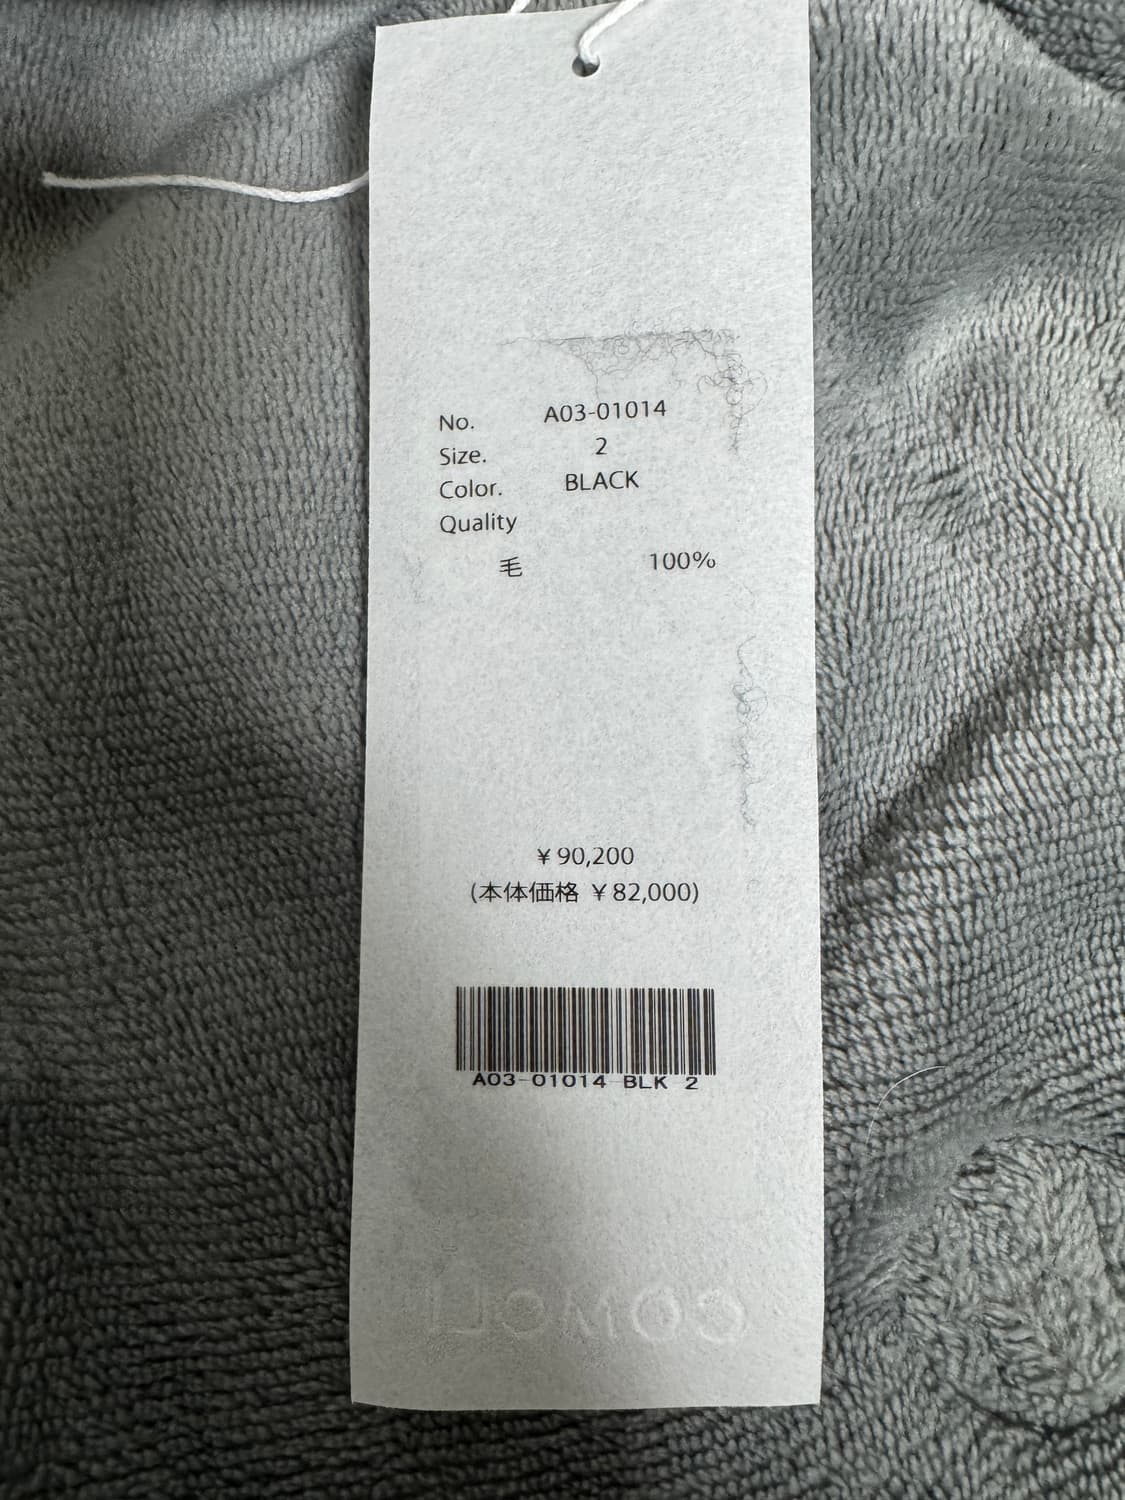 No. A03-01014
Size. 2
Color. BLACK
Quality
毛 100%
¥90,200
(本体価格 ¥82,000)
A03-01014 BLK 2
COMOLI